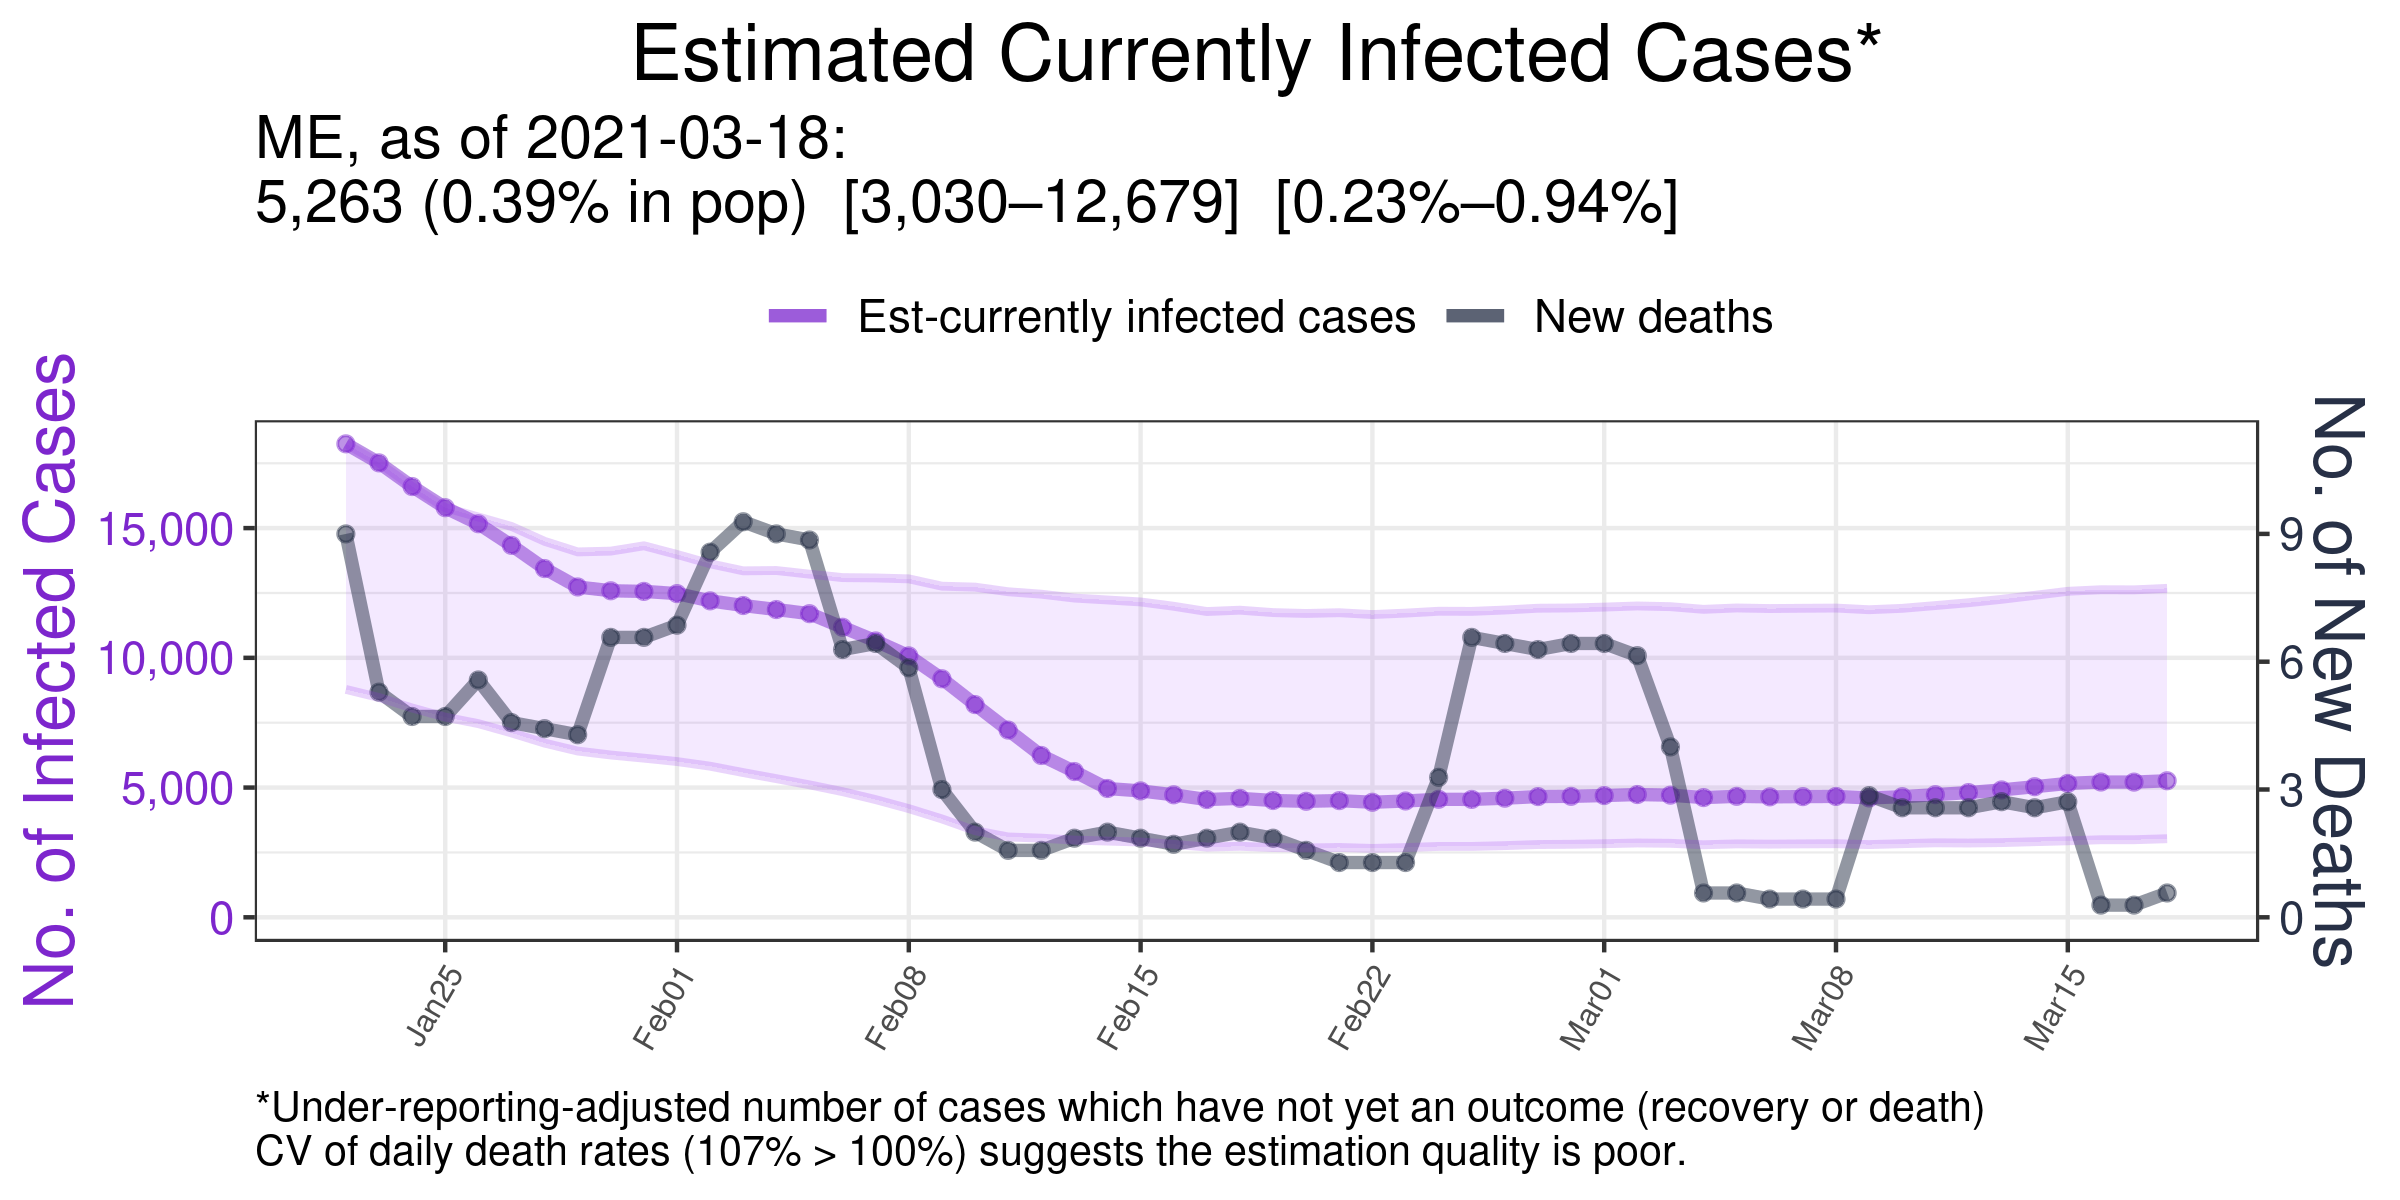 Estimated Currently Infected Cases*
ME, as of 2021-03-18:
5,263 (0.39% in pop)  [3,030–12,679]  [0.23%–0.94%]
Est-currently infected cases
New deaths
No. of Infected Cases
15,000
10,000
5,000
0
No. of New Deaths
9
6
3
0
Jan25
Feb01
Feb08
Feb15
Feb22
Mar01
Mar08
Mar15
*Under-reporting-adjusted number of cases which have not yet an outcome (recovery or death)
CV of daily death rates (107% > 100%) suggests the estimation quality is poor.